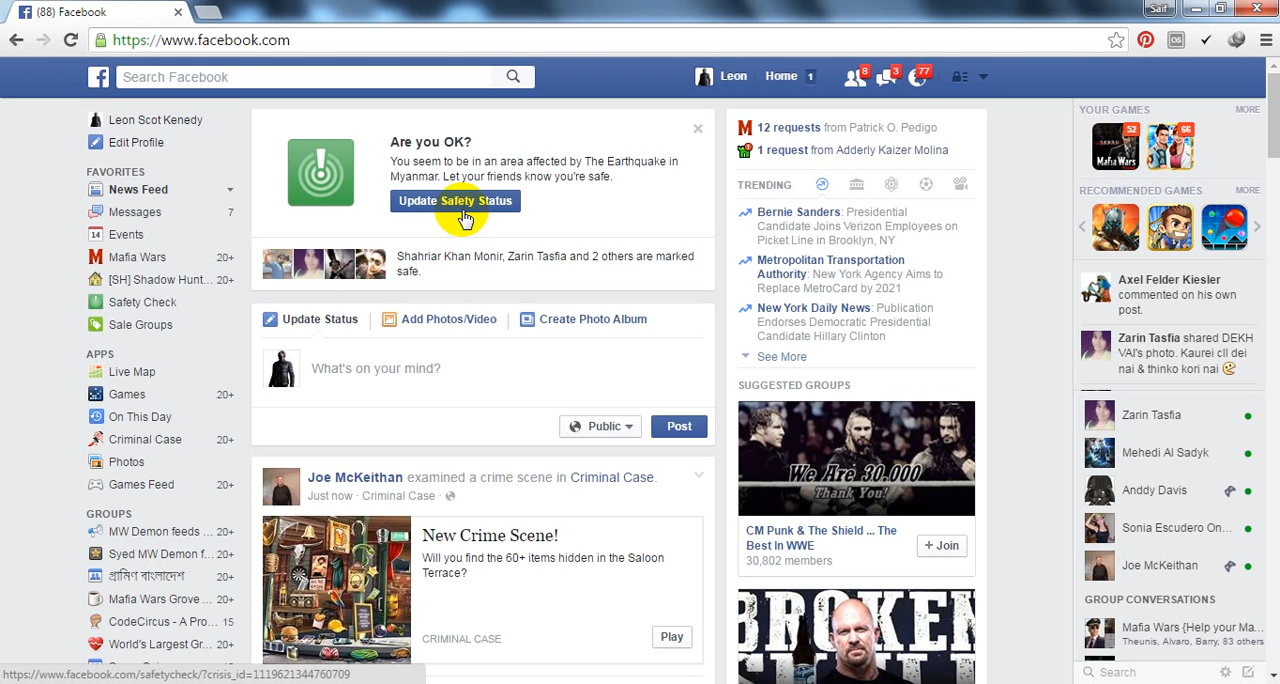 (88) Facebook
Saif
https://www.facebook.com
Search Facebook
Leon
Home 1
8
3
77
Leon Scot Kenedy
Edit Profile
FAVORITES
News Feed
Messages 7
14 Events
Mafia Wars 20+
[SH] Shadow Hunt... 20+
Safety Check
Sale Groups
APPS
Live Map
Games 20+
On This Day
Criminal Case 20+
Photos
Games Feed 20+
GROUPS
MW Demon feeds ... 20+
Syed MW Demon f... 20+
গ্রামিণ বাংলাদেশ 20+
Mafia Wars Grove ... 20+
CodeCircus - A Pro... 15
World's Largest Gr... 20+
Are you OK?
You seem to be in an area affected by The Earthquake in
Myanmar. Let your friends know you're safe.
Update Safety Status
Shahriar Khan Monir, Zarin Tasfia and 2 others are marked
safe.
Update Status
Add Photos/Video
Create Photo Album
What's on your mind?
Public
Post
Joe McKeithan examined a crime scene in Criminal Case.
Just now · Criminal Case ·
New Crime Scene!
Will you find the 60+ items hidden in the Saloon
Terrace?
CRIMINAL CASE
Play
12 requests from Patrick O. Pedigo
1 request from Adderly Kaizer Molina
TRENDING
Bernie Sanders: Presidential
Candidate Joins Verizon Employees on
Picket Line in Brooklyn, NY
Metropolitan Transportation
Authority: New York Agency Aims to
Replace MetroCard by 2021
New York Daily News: Publication
Endorses Democratic Presidential
Candidate Hillary Clinton
See More
SUGGESTED GROUPS
We Are 30,000
Thank You!
CM Punk & The Shield ... The
Best In WWE
30,802 members
+ Join
BROKEN
YOUR GAMES MORE
52
66
Mafia Wars
RECOMMENDED GAMES MORE
Axel Felder Kiesler
commented on his own
post.
Zarin Tasfia shared DEKH
VAI's photo. Kaurei cll dei
nai & thinko kori nai
Zarin Tasfia
Mehedi Al Sadyk
Anddy Davis
Sonia Escudero On...
Joe McKeithan
GROUP CONVERSATIONS
Mafia Wars {Help your Ma...
Theunis, Alvaro, Barry, 83 others
Search
https://www.facebook.com/safetycheck/?crisis_id=1119621344760709